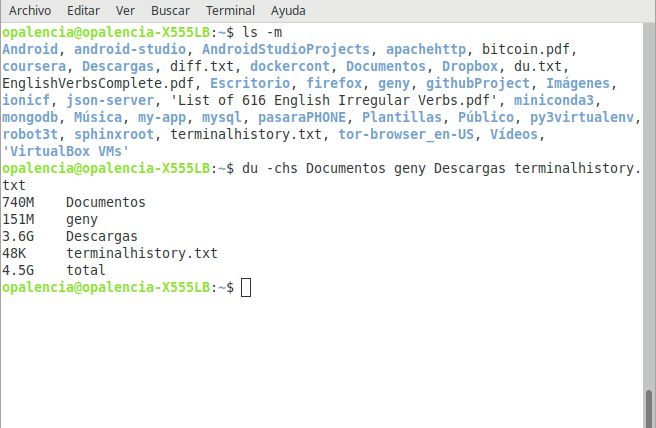 Archivo Editar Ver Buscar Terminal Ayuda
opalencia@opalencia-X555LB:~$ ls -m
Android, android-studio, AndroidStudioProjects, apachehttp, bitcoin.pdf,
coursera, Descargas, diff.txt, dockercont, Documentos, Dropbox, du.txt,
EnglishVerbsComplete.pdf, Escritorio, firefox, geny, githubProject, Imágenes,
ionicf, json-server, 'List of 616 English Irregular Verbs.pdf', miniconda3,
mongodb, Música, my-app, mysql, pasaraPHONE, Plantillas, Público, py3virtualenv,
robot3t, sphinxroot, terminalhistory.txt, tor-browser_en-US, Vídeos,
'VirtualBox VMs'
opalencia@opalencia-X555LB:~$ du -chs Documentos geny Descargas terminalhistory.
txt
740M    Documentos
151M    geny
3.6G    Descargas
48K     terminalhistory.txt
4.5G    total
opalencia@opalencia-X555LB:~$